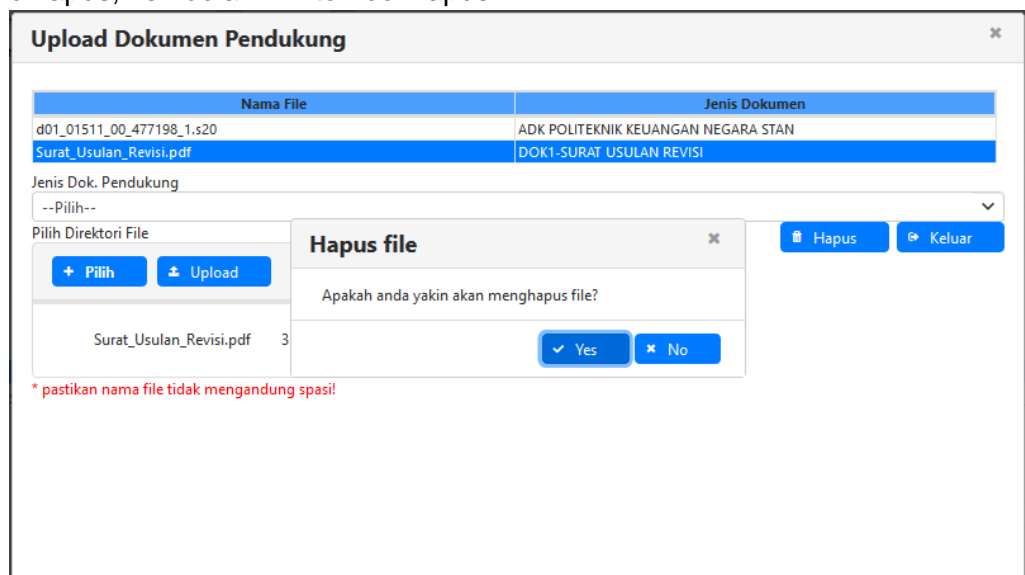 Upload Dokumen Pendukung
Nama File Jenis Dokumen
d01_01511_00_477198_1.s20 ADK POLITEKNIK KEUANGAN NEGARA STAN
Surat_Usulan_Revisi.pdf DOK1-SURAT USULAN REVISI
Jenis Dok. Pendukung
--Pilih--
Pilih Direktori File
Hapus Keluar
+ Pilih Upload
Hapus file
Apakah anda yakin akan menghapus file?
Yes No
Surat_Usulan_Revisi.pdf 3
* pastikan nama file tidak mengandung spasi!